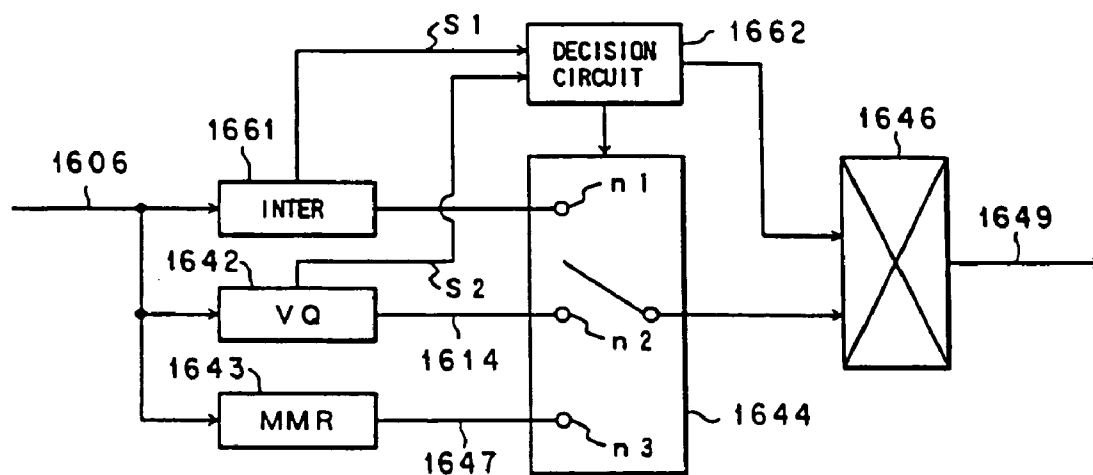 S1
DECISION
CIRCUIT
1662
1646
1606
1661
INTER
n1
1649
1642
VQ
S2
1614
n2
1643
MMR
1647
n3
1644